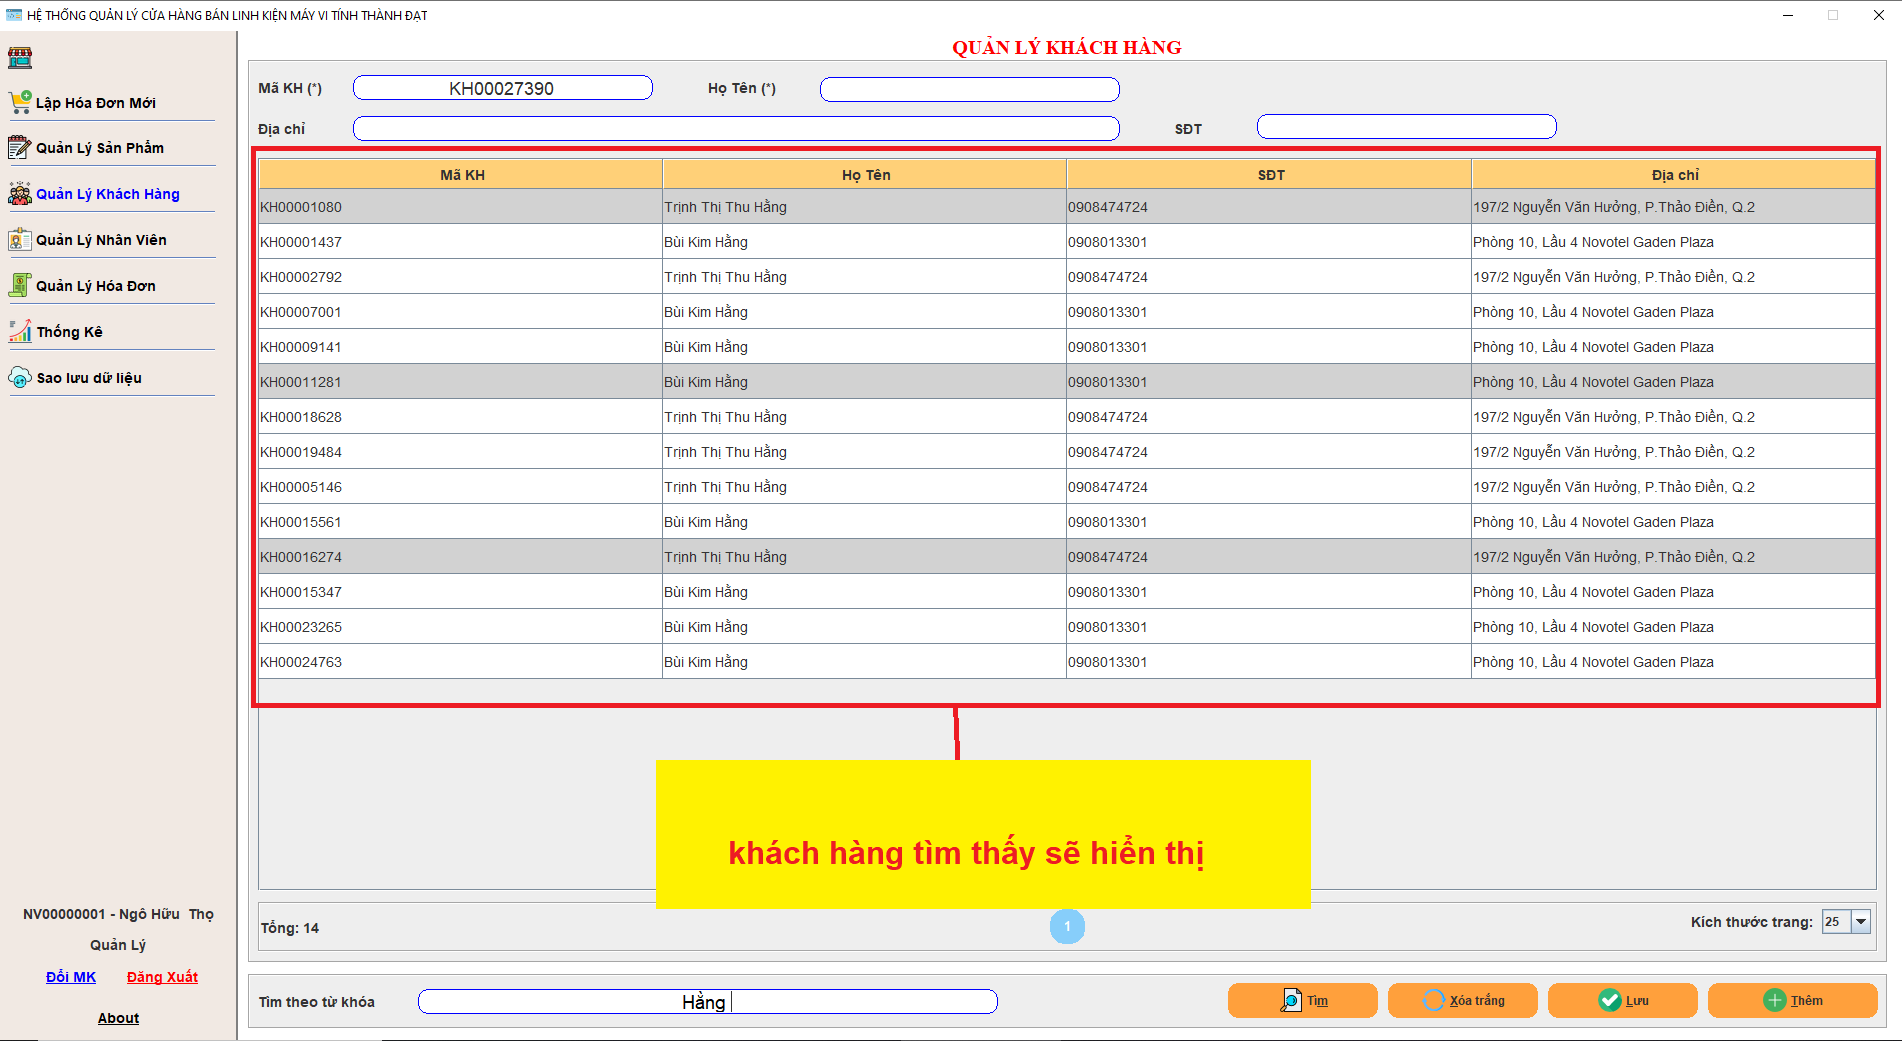 HỆ THỐNG QUẢN LÝ CỬA HÀNG BÁN LINH KIỆN MÁY VI TÍNH THÀNH ĐẠT
Lập Hóa Đơn Mới
Quản Lý Sản Phẩm
Quản Lý Khách Hàng
Quản Lý Nhân Viên
Quản Lý Hóa Đơn
Thống Kê
Sao lưu dữ liệu
NV00000001 - Ngô Hữu Thọ
Quản Lý
Đổi MK Đăng Xuất
About
QUẢN LÝ KHÁCH HÀNG
Mã KH (*) KH00027390 Họ Tên (*)
Địa chỉ SĐT
Mã KH Họ Tên SĐT Địa chỉ
KH00001080 Trịnh Thị Thu Hằng 0908474724 197/2 Nguyễn Văn Hưởng, P.Thảo Điền, Q.2
KH00001437 Bùi Kim Hằng 0908013301 Phòng 10, Lầu 4 Novotel Gaden Plaza
KH00002792 Trịnh Thị Thu Hằng 0908474724 197/2 Nguyễn Văn Hưởng, P.Thảo Điền, Q.2
KH00007001 Bùi Kim Hằng 0908013301 Phòng 10, Lầu 4 Novotel Gaden Plaza
KH00009141 Bùi Kim Hằng 0908013301 Phòng 10, Lầu 4 Novotel Gaden Plaza
KH00011281 Bùi Kim Hằng 0908013301 Phòng 10, Lầu 4 Novotel Gaden Plaza
KH00018628 Trịnh Thị Thu Hằng 0908474724 197/2 Nguyễn Văn Hưởng, P.Thảo Điền, Q.2
KH00019484 Trịnh Thị Thu Hằng 0908474724 197/2 Nguyễn Văn Hưởng, P.Thảo Điền, Q.2
KH00005146 Trịnh Thị Thu Hằng 0908474724 197/2 Nguyễn Văn Hưởng, P.Thảo Điền, Q.2
KH00015561 Bùi Kim Hằng 0908013301 Phòng 10, Lầu 4 Novotel Gaden Plaza
KH00016274 Trịnh Thị Thu Hằng 0908474724 197/2 Nguyễn Văn Hưởng, P.Thảo Điền, Q.2
KH00015347 Bùi Kim Hằng 0908013301 Phòng 10, Lầu 4 Novotel Gaden Plaza
KH00023265 Bùi Kim Hằng 0908013301 Phòng 10, Lầu 4 Novotel Gaden Plaza
KH00024763 Bùi Kim Hằng 0908013301 Phòng 10, Lầu 4 Novotel Gaden Plaza
khách hàng tìm thấy sẽ hiển thị
Tổng: 14 1 Kích thước trang: 25
Tìm theo từ khóa Hằng Tìm Xóa trắng Lưu Thêm